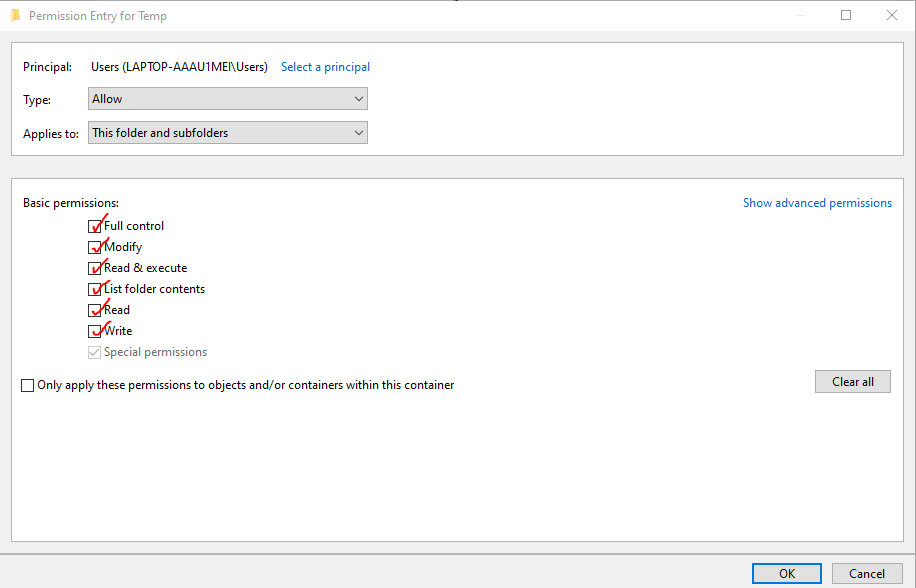 Permission Entry for Temp
Principal: Users (LAPTOP-AAAU1MEI\Users) Select a principal
Type: Allow
Applies to: This folder and subfolders
Basic permissions: Show advanced permissions
Full control
Modify
Read & execute
List folder contents
Read
Write
Special permissions
Only apply these permissions to objects and/or containers within this container
Clear all
OK Cancel